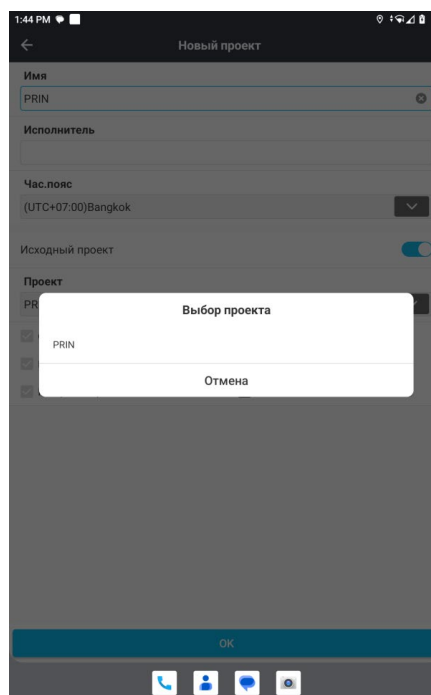 1:44 PM
Новый проект
Имя
PRIN
Исполнитель
Час.пояс
(UTC+07:00)Bangkok
Исходный проект
Проект
PR
Выбор проекта
PRIN
Отмена
OK